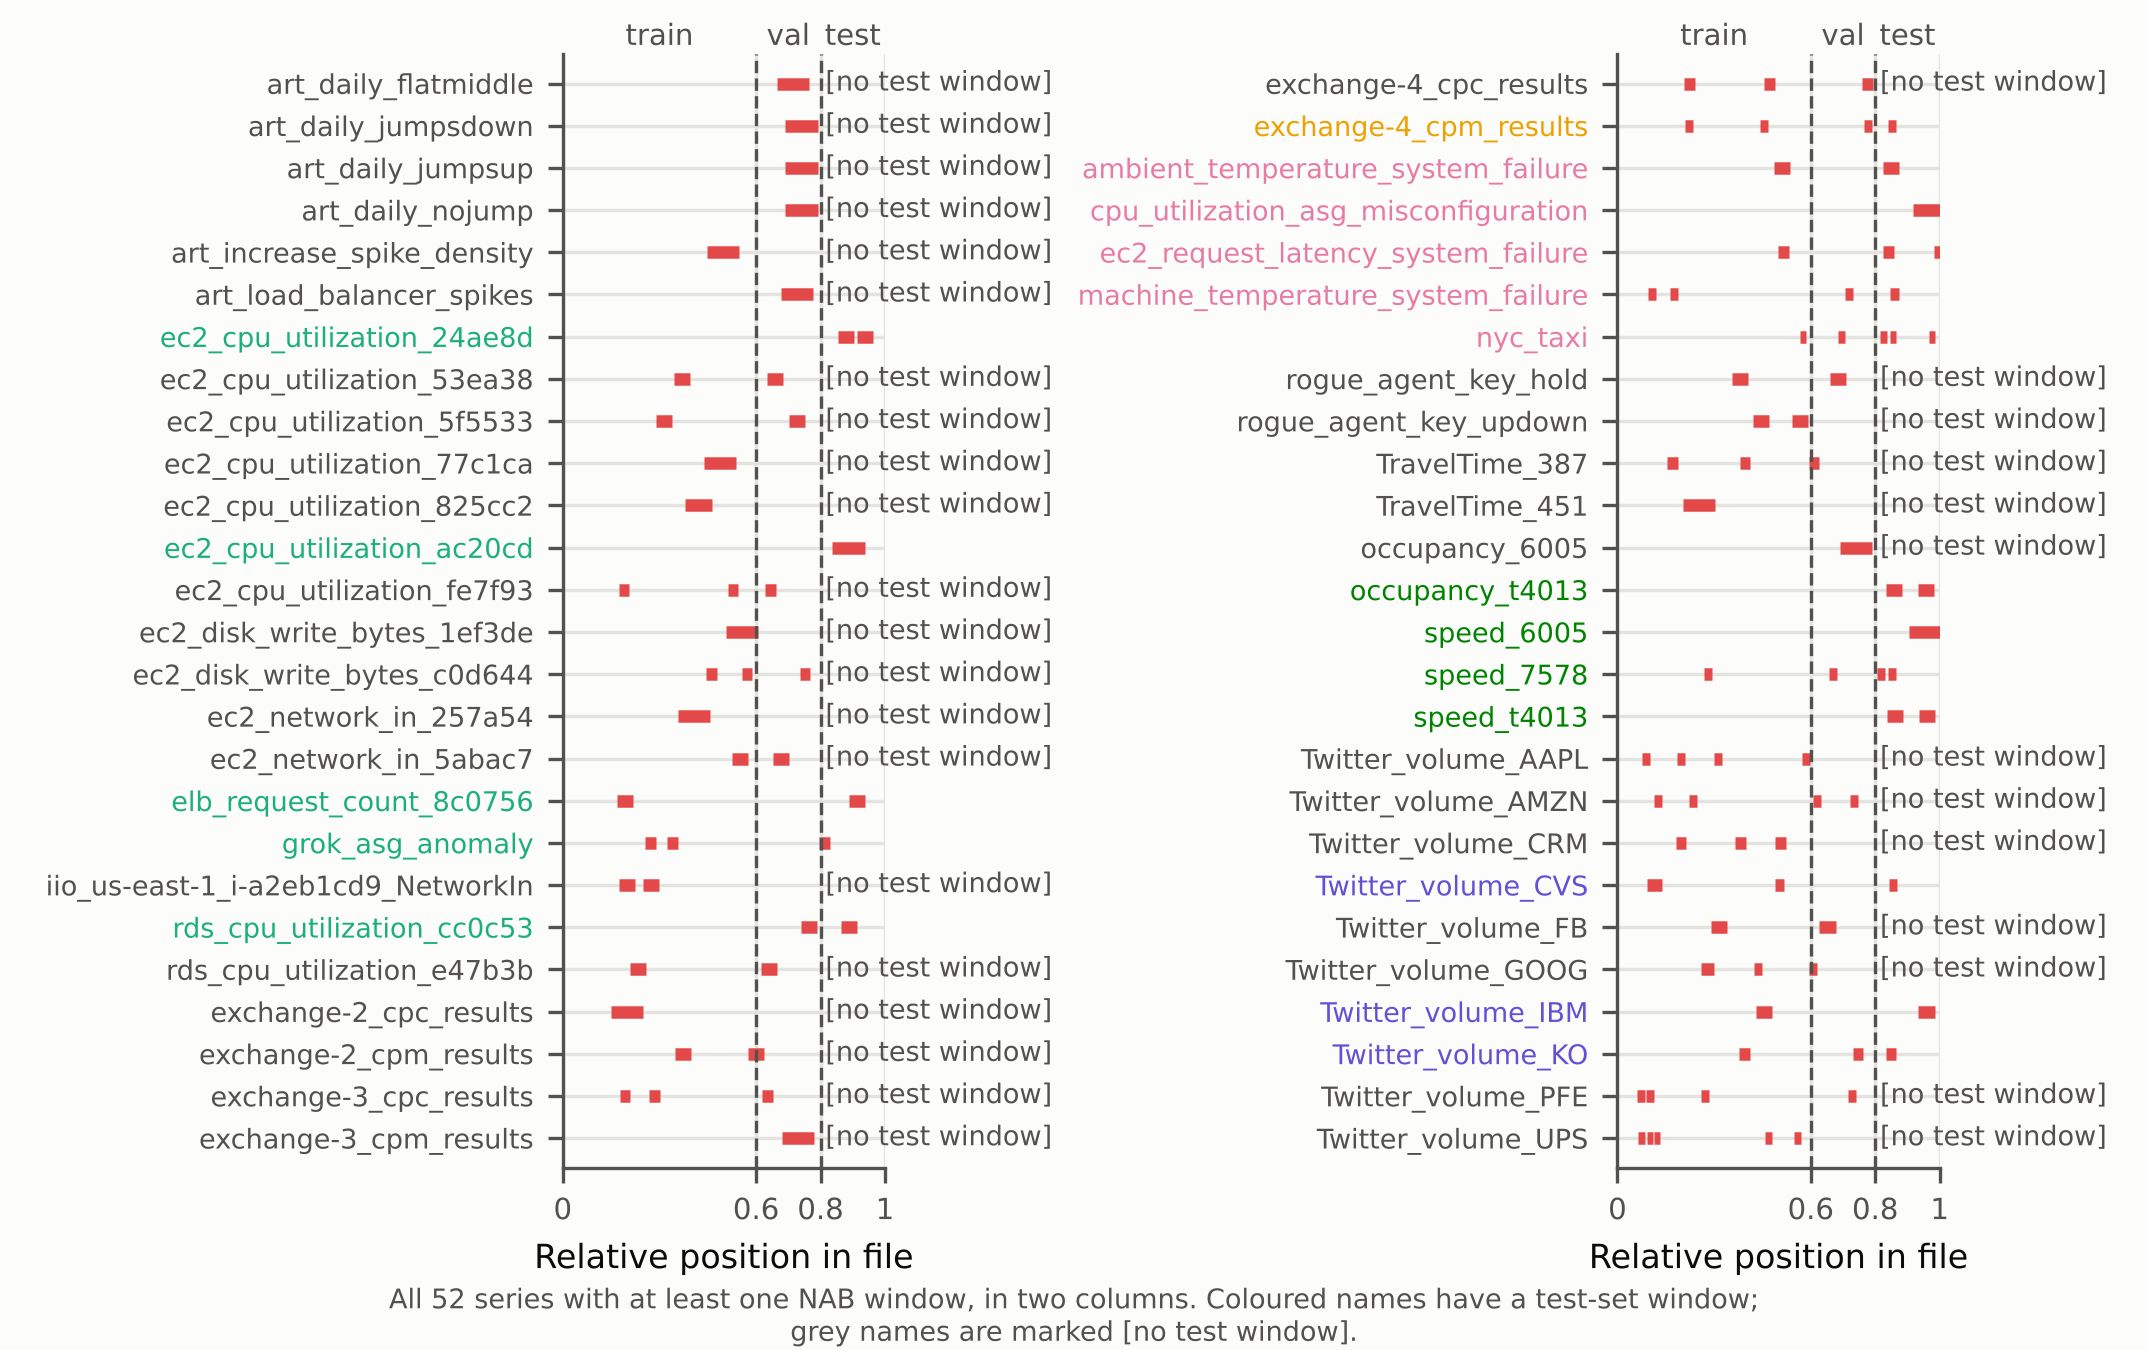 train val test
art_daily_flatmiddle [no test window]
art_daily_jumpsdown [no test window]
art_daily_jumpsup [no test window]
art_daily_nojump [no test window]
art_increase_spike_density [no test window]
art_load_balancer_spikes [no test window]
ec2_cpu_utilization_24ae8d
ec2_cpu_utilization_53ea38 [no test window]
ec2_cpu_utilization_5f5533 [no test window]
ec2_cpu_utilization_77c1ca [no test window]
ec2_cpu_utilization_825cc2 [no test window]
ec2_cpu_utilization_ac20cd
ec2_cpu_utilization_fe7f93 [no test window]
ec2_disk_write_bytes_1ef3de [no test window]
ec2_disk_write_bytes_c0d644 [no test window]
ec2_network_in_257a54 [no test window]
ec2_network_in_5abac7 [no test window]
elb_request_count_8c0756
grok_asg_anomaly
iio_us-east-1_i-a2eb1cd9_NetworkIn [no test window]
rds_cpu_utilization_cc0c53
rds_cpu_utilization_e47b3b [no test window]
exchange-2_cpc_results [no test window]
exchange-2_cpm_results [no test window]
exchange-3_cpc_results [no test window]
exchange-3_cpm_results [no test window]
0 0.6 0.8 1
Relative position in file
train val test
exchange-4_cpc_results [no test window]
exchange-4_cpm_results
ambient_temperature_system_failure
cpu_utilization_asg_misconfiguration
ec2_request_latency_system_failure
machine_temperature_system_failure
nyc_taxi
rogue_agent_key_hold [no test window]
rogue_agent_key_updown [no test window]
TravelTime_387 [no test window]
TravelTime_451 [no test window]
occupancy_6005 [no test window]
occupancy_t4013
speed_6005
speed_7578
speed_t4013
Twitter_volume_AAPL [no test window]
Twitter_volume_AMZN [no test window]
Twitter_volume_CRM [no test window]
Twitter_volume_CVS
Twitter_volume_FB [no test window]
Twitter_volume_GOOG [no test window]
Twitter_volume_IBM
Twitter_volume_KO
Twitter_volume_PFE [no test window]
Twitter_volume_UPS [no test window]
0 0.6 0.8 1
Relative position in file
All 52 series with at least one NAB window, in two columns. Coloured names have a test-set window;
grey names are marked [no test window].